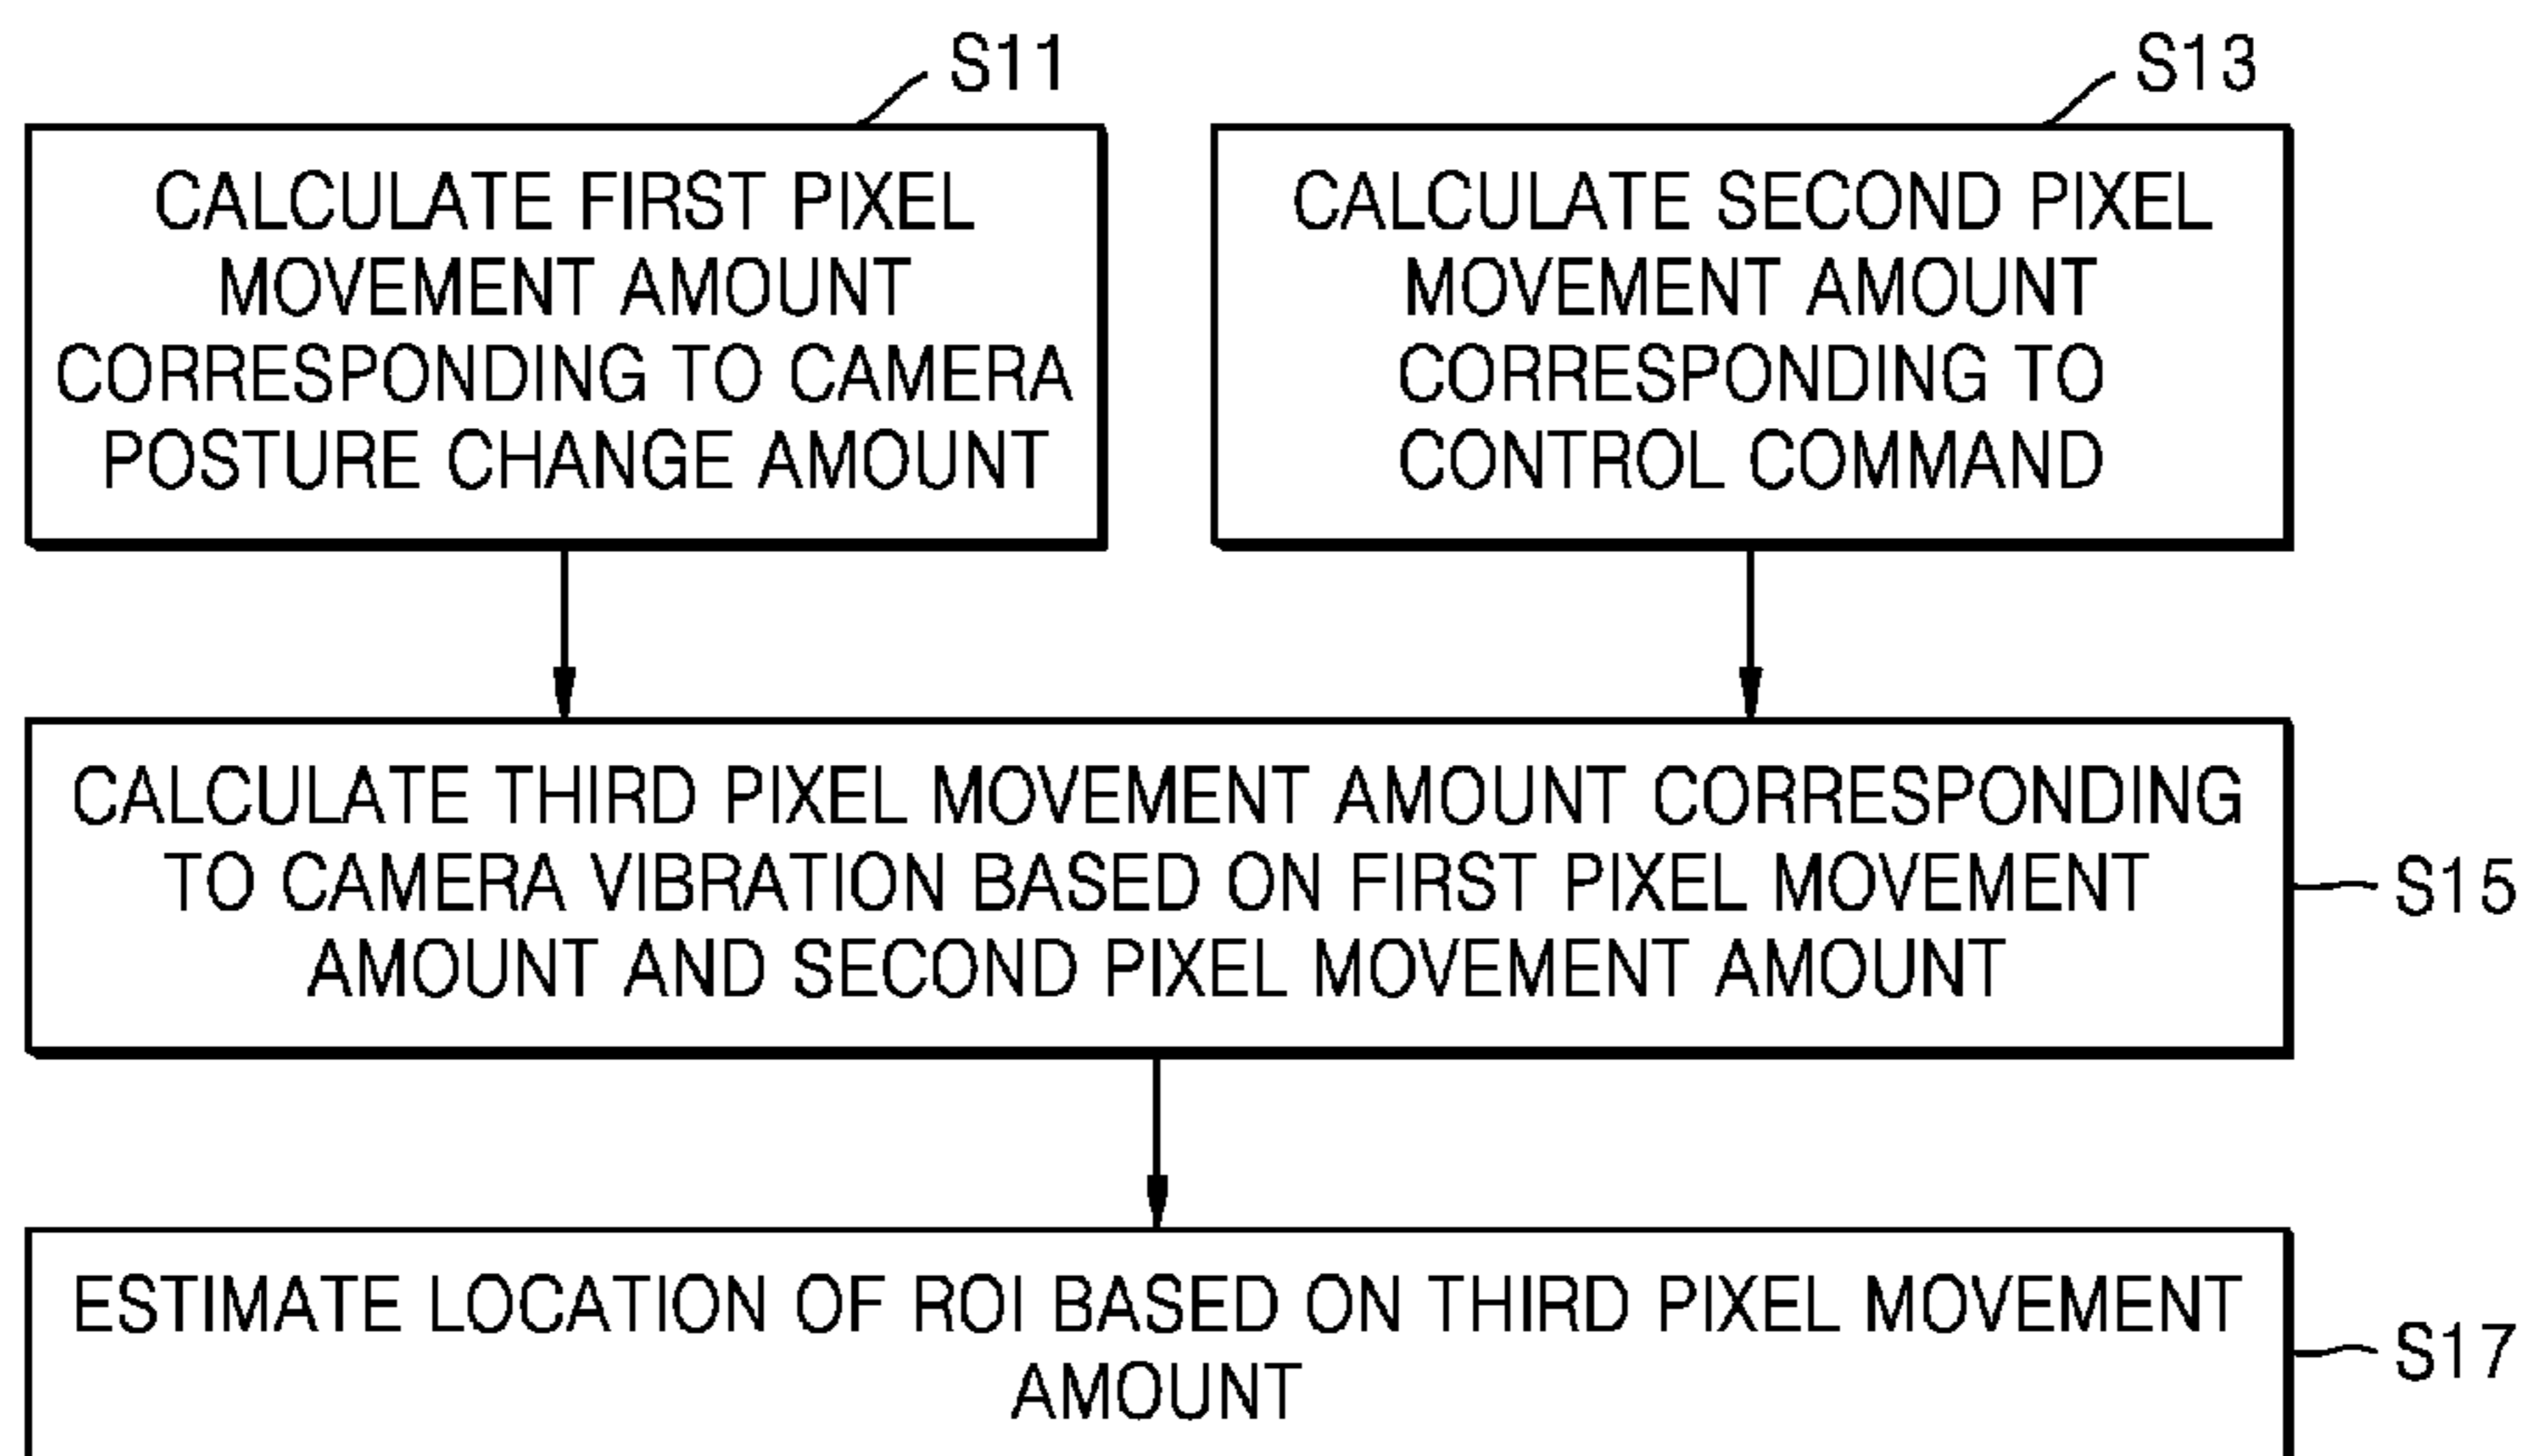 S11
CALCULATE FIRST PIXEL
MOVEMENT AMOUNT
CORRESPONDING TO CAMERA
POSTURE CHANGE AMOUNT
S13
CALCULATE SECOND PIXEL
MOVEMENT AMOUNT
CORRESPONDING TO
CONTROL COMMAND
CALCULATE THIRD PIXEL MOVEMENT AMOUNT CORRESPONDING
TO CAMERA VIBRATION BASED ON FIRST PIXEL MOVEMENT
AMOUNT AND SECOND PIXEL MOVEMENT AMOUNT
S15
ESTIMATE LOCATION OF ROI BASED ON THIRD PIXEL MOVEMENT
AMOUNT
S17